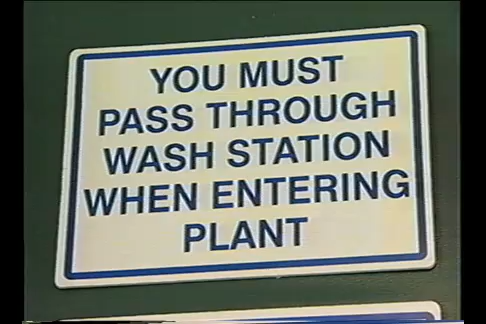 YOU MUST
PASS THROUGH
WASH STATION
WHEN ENTERING
PLANT